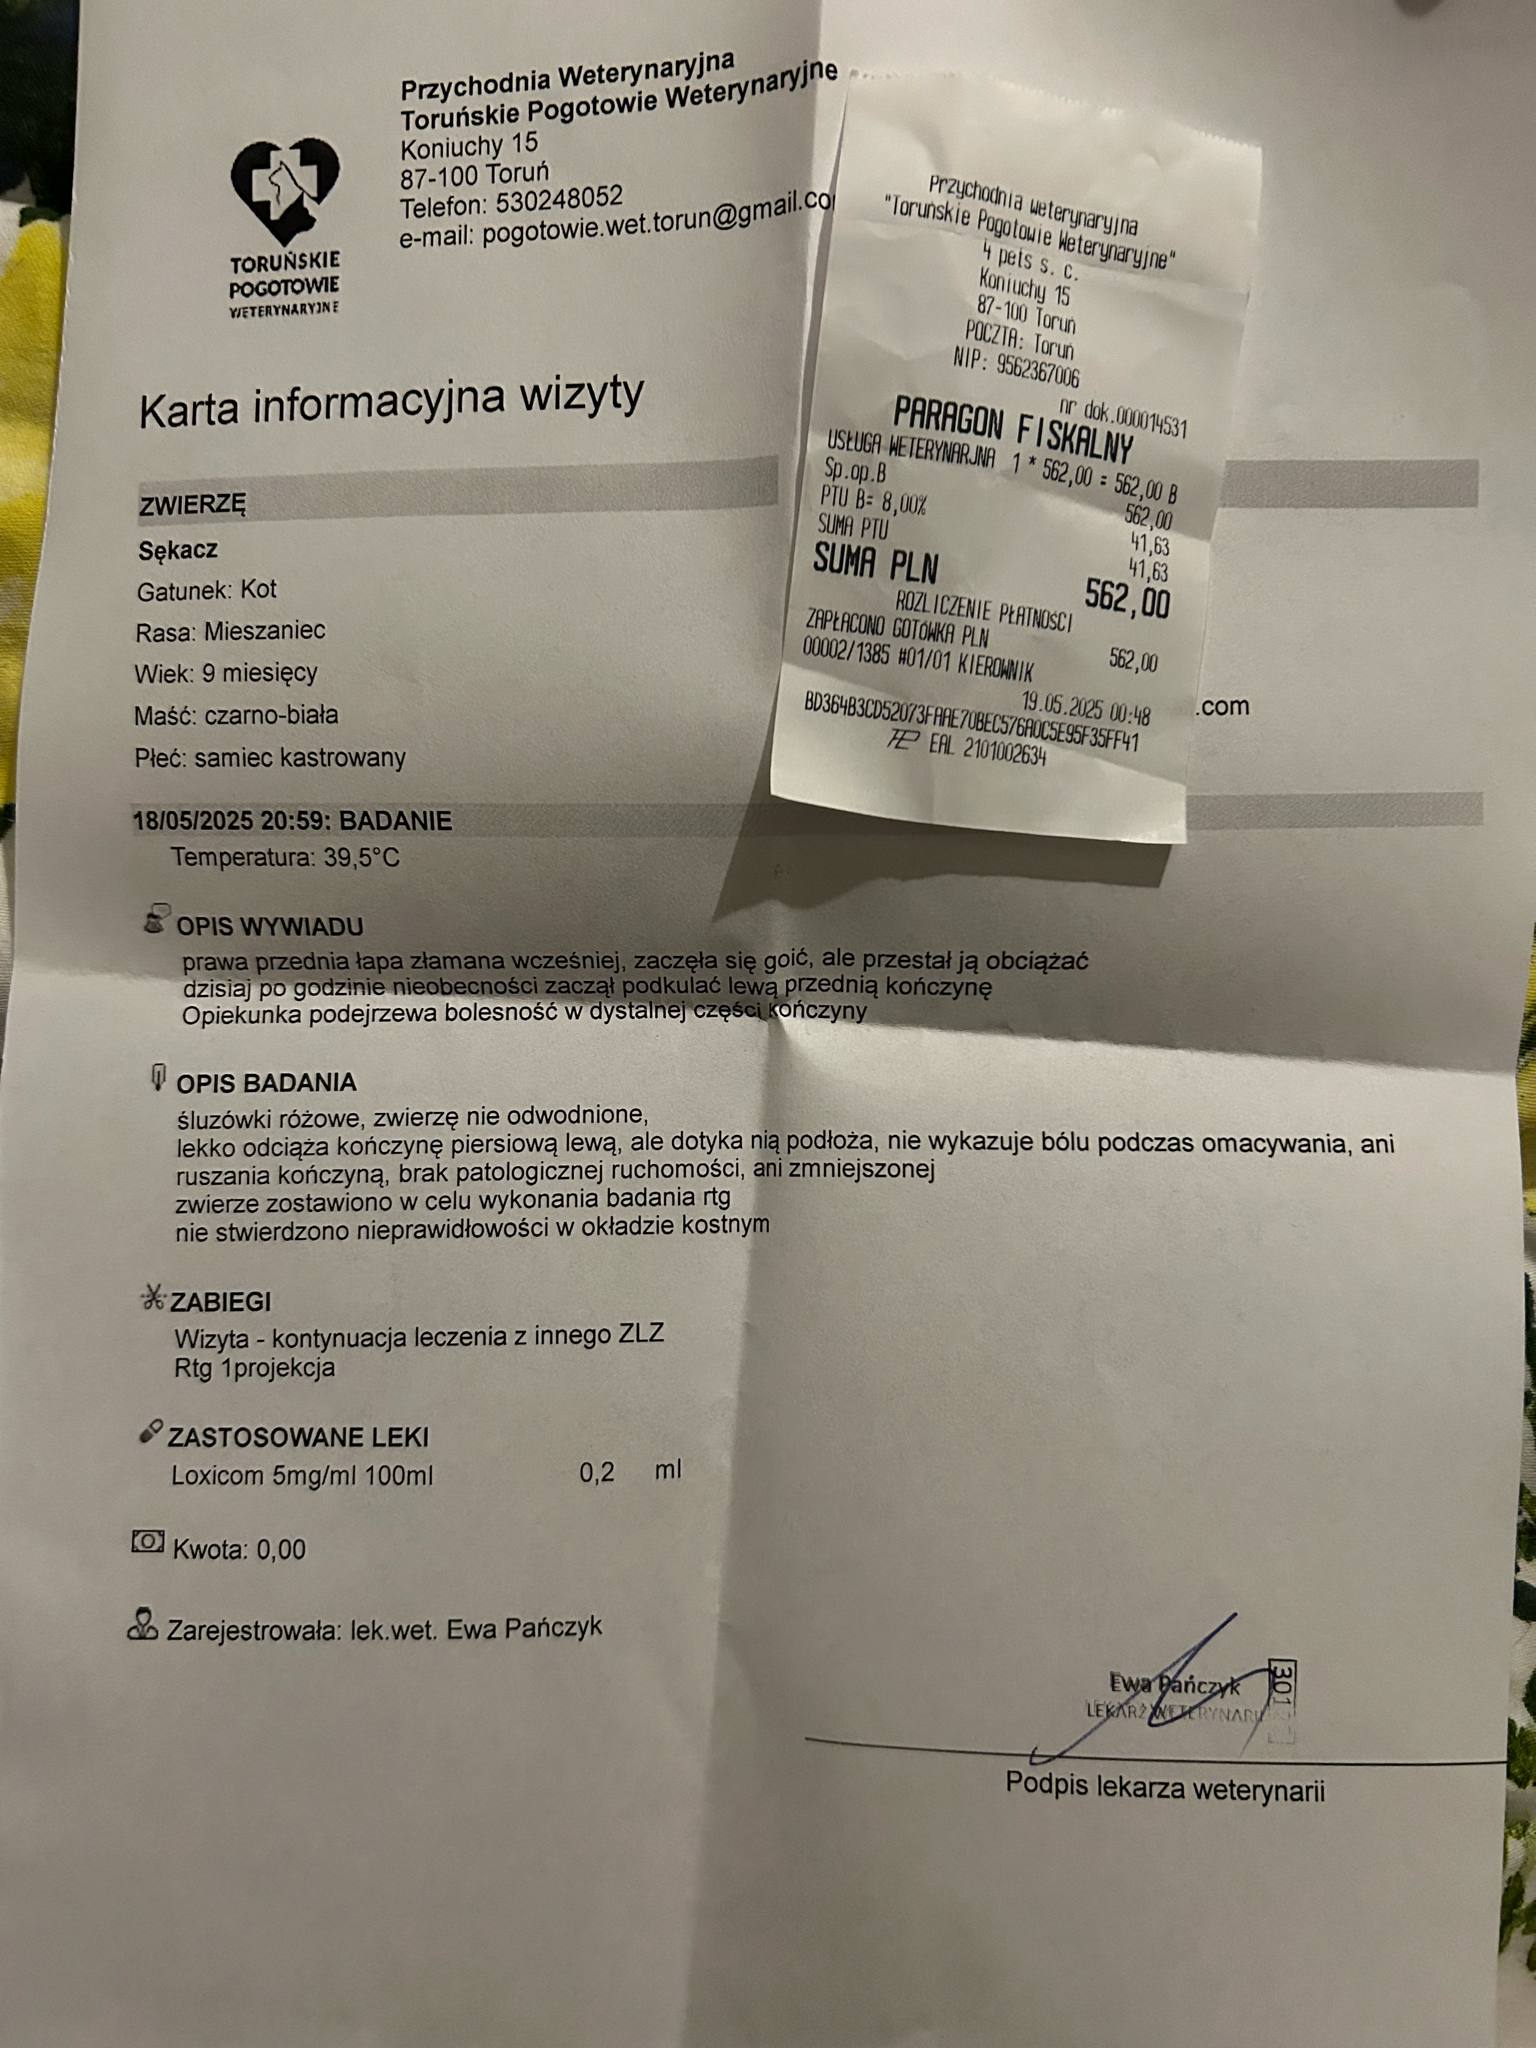 Przychodnia Weterynaryjna
Toruńskie Pogotowie Weterynaryjne
Koniuchy 15
87-100 Toruń
Telefon: 530248052
e-mail: pogotowie.wet.torun@gmail.co
TORUŃSKIE
POGOTOWIE
WETERYNARYJNE
Przychodnia weterynaryjna
"Toruńskie Pogotowie Weterynaryjne"
4 pets s. c.
Koniuchy 15
87-100 Toruń
POCZTA: Toruń
NIP: 9562367006
nr dok.000014531
PARAGON FISKALNY
USŁUGA WETERYNARJNA 1 * 562,00 = 562,00 B
Sp.op.B 562,00
PTU B= 8,00% 41,63
SUMA PTU 41,63
SUMA PLN 562,00
ROZLICZENIE PŁATNOŚCI
ZAPŁACONO GOTÓWKA PLN 562,00
00002/1385 #01/01 KIEROWNIK
19.05.2025 00:48
BD364B3CD52073FAAE70BEC576A0C5E95F35FF41
EAL 2101002634
Karta informacyjna wizyty
ZWIERZĘ
Sękacz
Gatunek: Kot
Rasa: Mieszaniec
Wiek: 9 miesięcy
.com
Maść: czarno-biała
Płeć: samiec kastrowany
18/05/2025 20:59: BADANIE
Temperatura: 39,5°C
OPIS WYWIADU
prawa przednia łapa złamana wcześniej, zaczęła się goić, ale przestał ją obciążać
dzisiaj po godzinie nieobecności zaczął podkulać lewą przednią kończynę
Opiekunka podejrzewa bolesność w dystalnej części kończyny
OPIS BADANIA
śluzówki różowe, zwierzę nie odwodnione,
lekko odciąża kończynę piersiową lewą, ale dotyka nią podłoża, nie wykazuje bólu podczas omacywania, ani
ruszania kończyną, brak patologicznej ruchomości, ani zmniejszonej
zwierze zostawiono w celu wykonania badania rtg
nie stwierdzono nieprawidłowości w okładzie kostnym
ZABIEGI
Wizyta - kontynuacja leczenia z innego ZLZ
Rtg 1projekcja
ZASTOSOWANE LEKI
Loxicom 5mg/ml 100ml 0,2 ml
Kwota: 0,00
Zarejestrowała: lek.wet. Ewa Pańczyk
Ewa Pańczyk
LEKARZ WETERYNARII
Podpis lekarza weterynarii